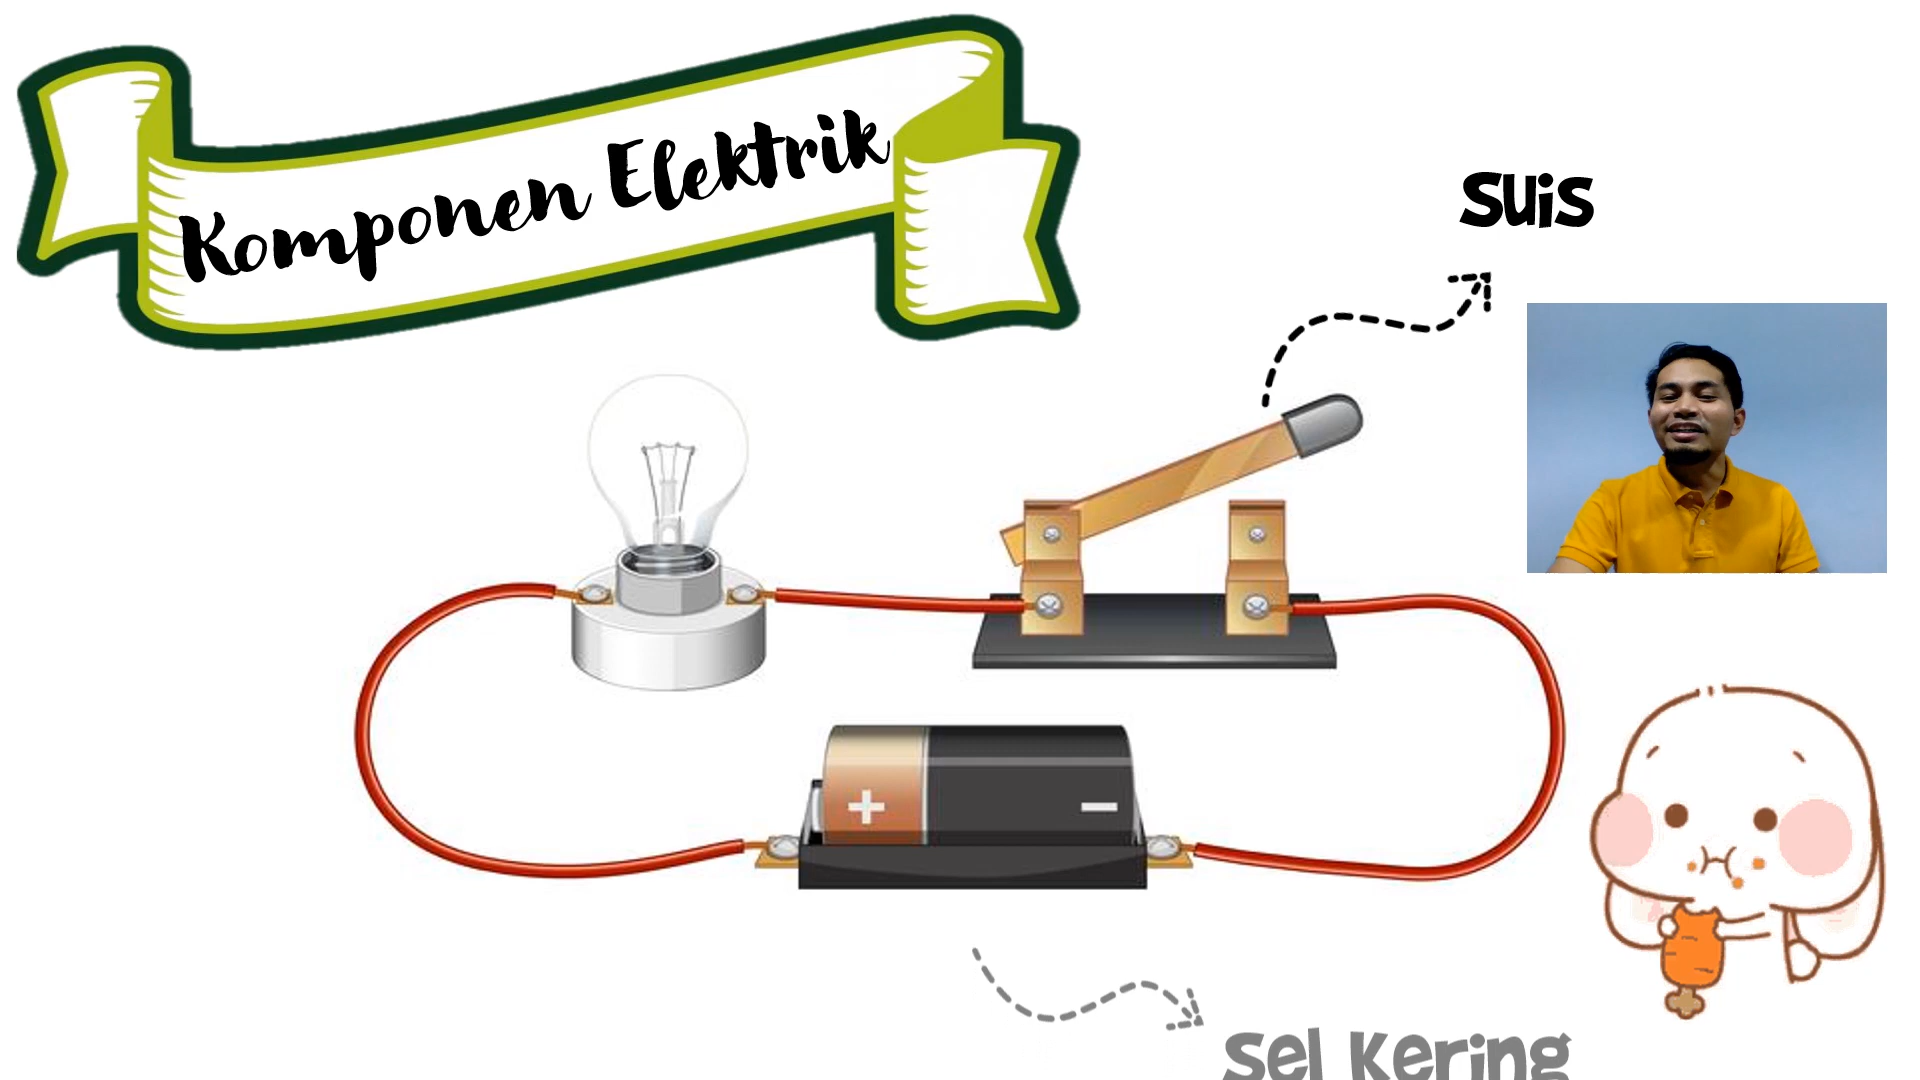 Komponen Elektrik
Suis
+
−
Sel Kering